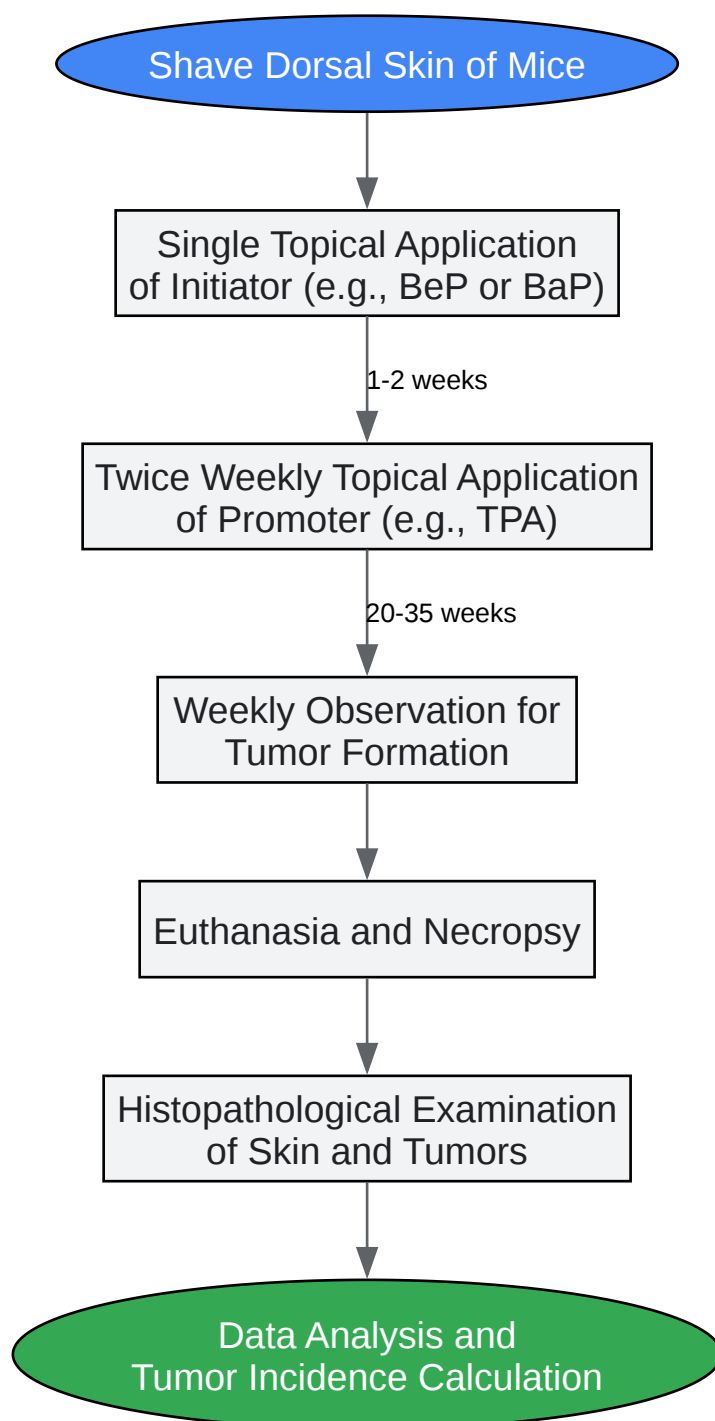 Shave Dorsal Skin of Mice
Single Topical Application
of Initiator (e.g., BeP or BaP)
1-2 weeks
Twice Weekly Topical Application
of Promoter (e.g., TPA)
20-35 weeks
Weekly Observation for
Tumor Formation
Euthanasia and Necropsy
Histopathological Examination
of Skin and Tumors
Data Analysis and
Tumor Incidence Calculation